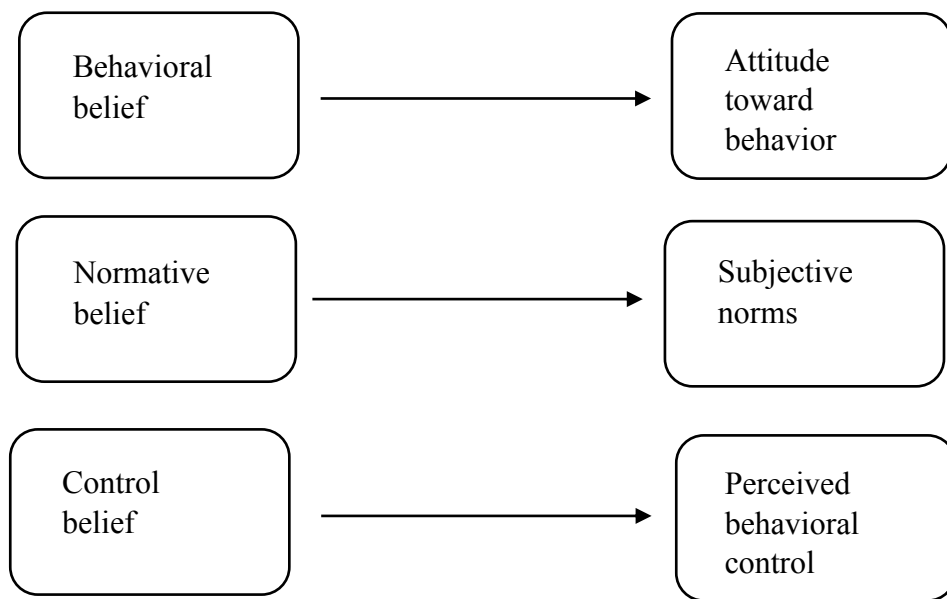 Behavioral
belief
Attitude
toward
behavior
Normative
belief
Subjective
norms
Control
belief
Perceived
behavioral
control